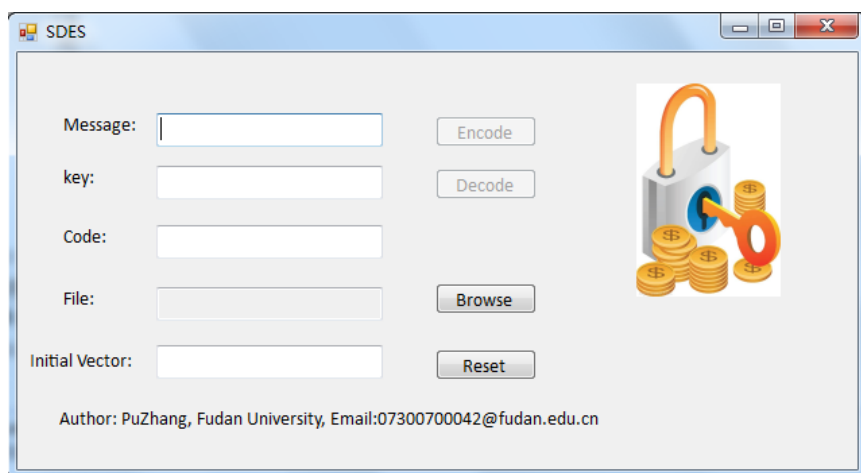 SDES
Message:
Encode
key:
Decode
Code:
File:
Browse
Initial Vector:
Reset
Author: PuZhang, Fudan University, Email:07300700042@fudan.edu.cn